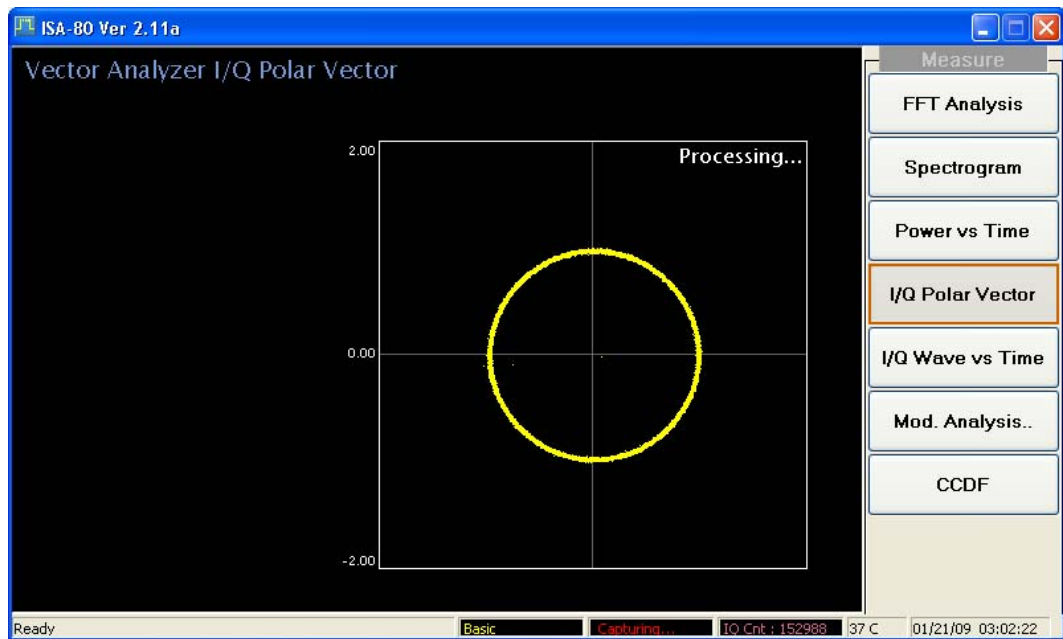 ISA-80 Ver 2.11a
Vector Analyzer I/Q Polar Vector
2.00
Processing...
0.00
-2.00
Measure
FFT Analysis
Spectrogram
Power vs Time
I/Q Polar Vector
I/Q Wave vs Time
Mod. Analysis..
CCDF
Ready
Basic
Capturing...
IQ Cnt : 152988
37 C
01/21/09 03:02:22